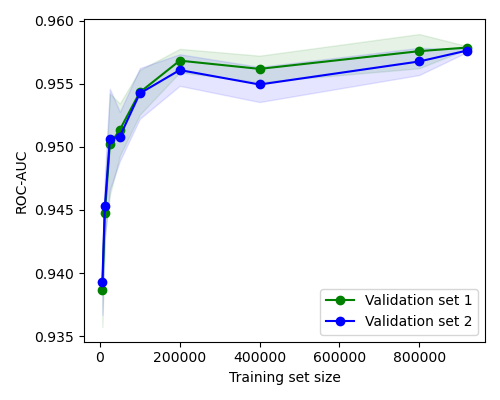 0.960
0.955
0.950
0.945
0.940
0.935
ROC-AUC
0
200000
400000
600000
800000
Training set size
Validation set 1
Validation set 2